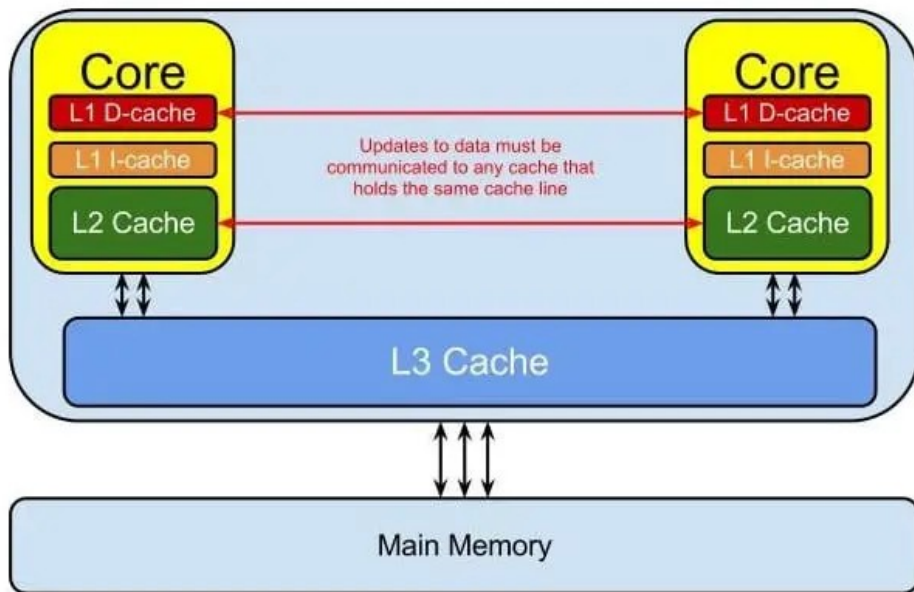 Core
Core
L1 D-cache
L1 D-cache
Updates to data must be
communicated to any cache that
holds the same cache line
L1 I-cache
L1 I-cache
L2 Cache
L2 Cache
L3 Cache
Main Memory